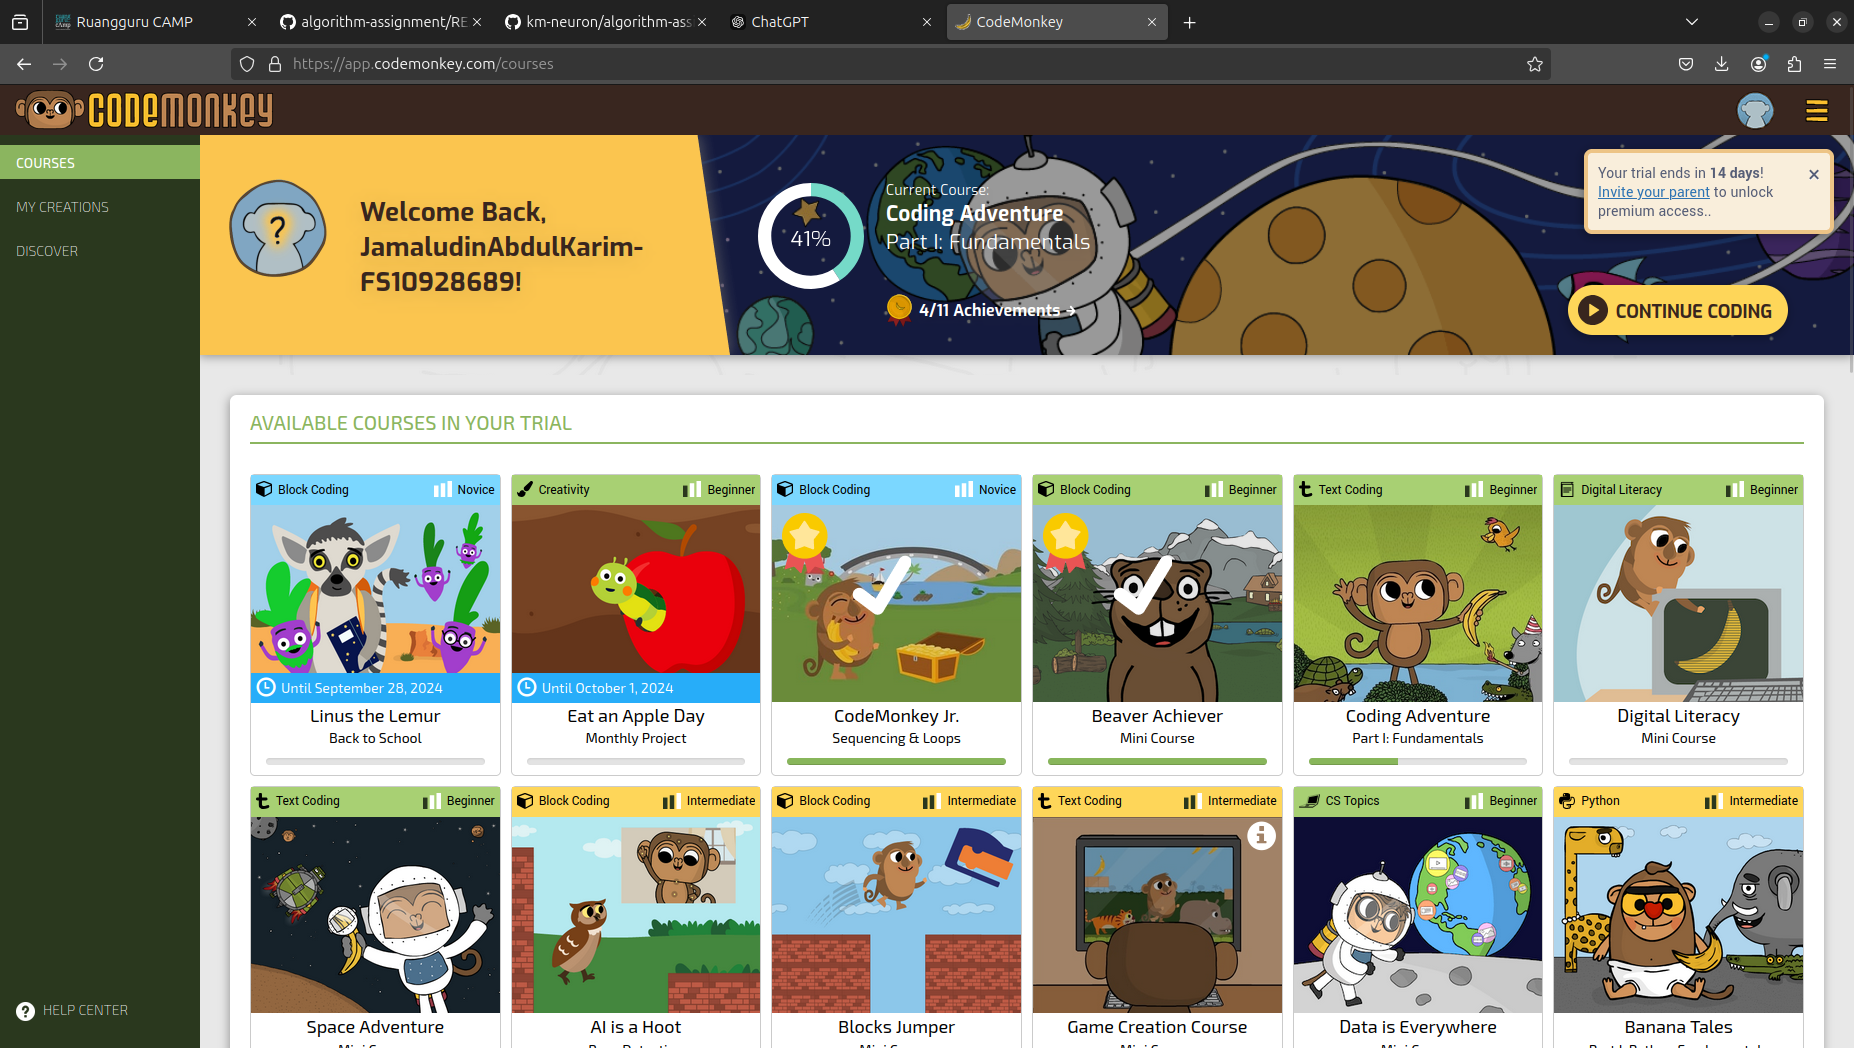 Ruangguru CAMP
algorithm-assignment/RE
km-neuron/algorithm-ass
ChatGPT
CodeMonkey
https://app.codemonkey.com/courses
CODEMONKEY
COURSES
MY CREATIONS
DISCOVER
HELP CENTER
?
Welcome Back,
JamaludinAbdulKarim-
FS10928689!
41%
Current Course:
Coding Adventure
Part I: Fundamentals
4/11 Achievements →
Your trial ends in 14 days!
Invite your parent to unlock
premium access..
CONTINUE CODING
AVAILABLE COURSES IN YOUR TRIAL
Block Coding Novice
Until September 28, 2024
Linus the Lemur
Back to School
Creativity Beginner
Until October 1, 2024
Eat an Apple Day
Monthly Project
Block Coding Novice
CodeMonkey Jr.
Sequencing & Loops
Block Coding Beginner
Beaver Achiever
Mini Course
Text Coding Beginner
Coding Adventure
Part I: Fundamentals
Digital Literacy Beginner
Digital Literacy
Mini Course
Text Coding Beginner
Space Adventure
Block Coding Intermediate
AI is a Hoot
Block Coding Intermediate
Blocks Jumper
Text Coding Intermediate
Game Creation Course
CS Topics Beginner
Data is Everywhere
Python Intermediate
Banana Tales